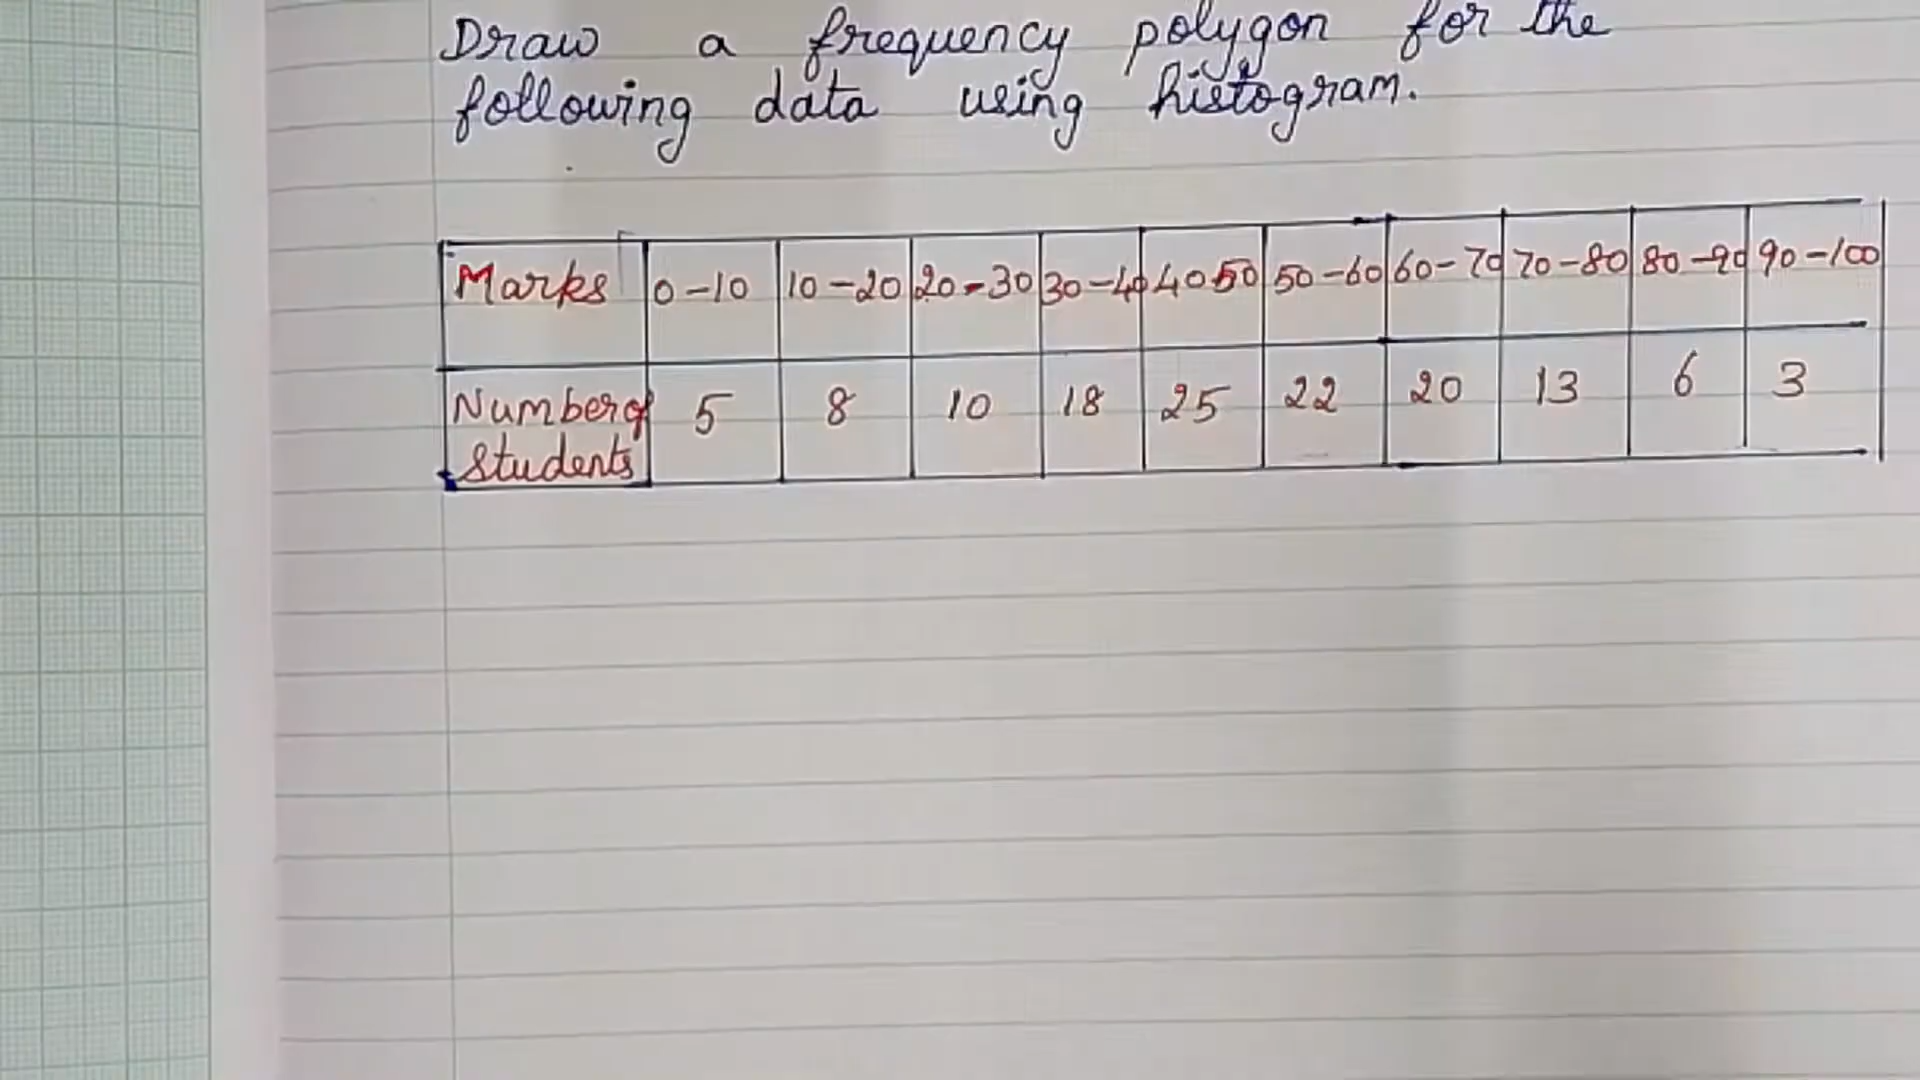 Draw a frequency polygon for the
following data using histogram.
Marks 0-10 10-20 20-30 30-40 40 50 50-60 60-70 70-80 80-90 90-100
Number of 5 8 10 18 25 22 20 13 6 3
students